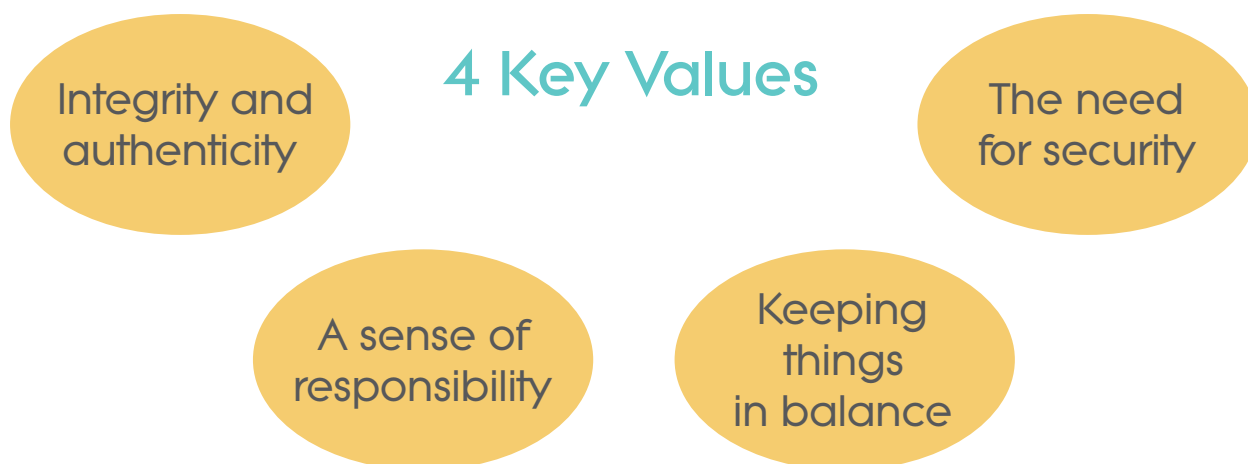 4 Key Values
Integrity and
authenticity
The need
for security
A sense of
responsibility
Keeping
things
in balance